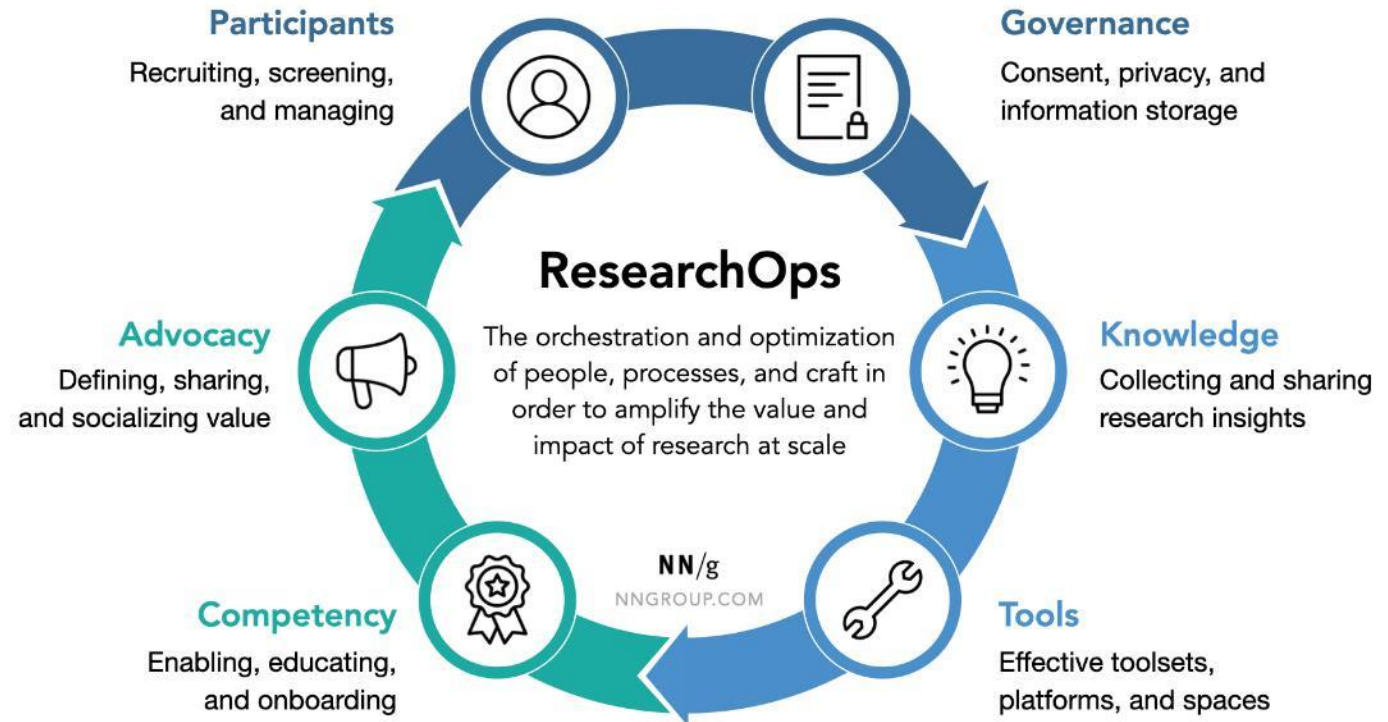 Participants
Recruiting, screening,
and managing
Governance
Consent, privacy, and
information storage
ResearchOps
The orchestration and optimization
of people, processes, and craft in
order to amplify the value and
impact of research at scale
Advocacy
Defining, sharing,
and socializing value
Knowledge
Collecting and sharing
research insights
NN/g
NNGROUP.COM
Competency
Enabling, educating,
and onboarding
Tools
Effective toolsets,
platforms, and spaces